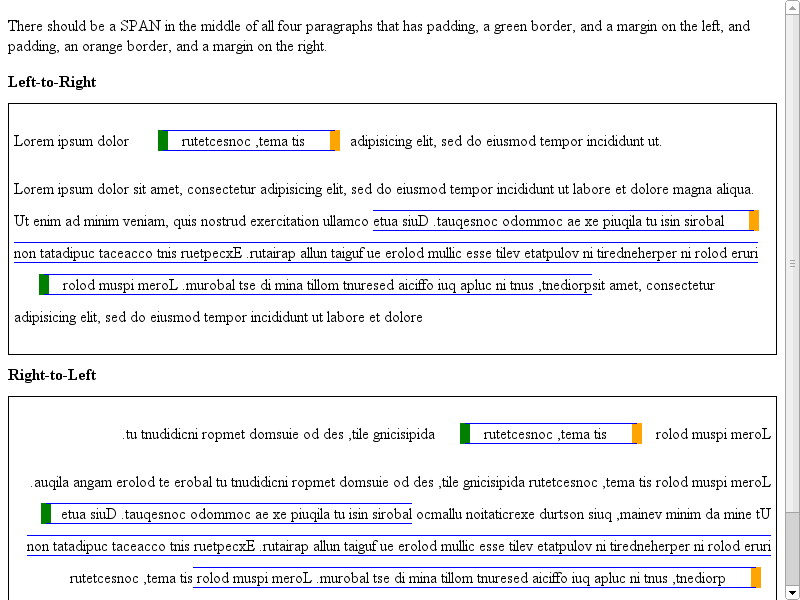 There should be a SPAN in the middle of all four paragraphs that has padding, a green border, and a margin on the left, and
padding, an orange border, and a margin on the right.
Left-to-Right
Lorem ipsum dolor rutetcesnoc ,tema tis adipisicing elit, sed do eiusmod tempor incididunt ut.
Lorem ipsum dolor sit amet, consectetur adipisicing elit, sed do eiusmod tempor incididunt ut labore et dolore magna aliqua.
Ut enim ad minim veniam, quis nostrud exercitation ullamco etua siuD .tauqesnoc odommoc ae xe piuqila tu isin sirobal
non tatadipuc taceacco tnis ruetpecxE .rutairap allun taiguf ue erolod mullic esse tilev etatpulov ni tiredneherper ni rolod eruri
rolod muspi meroL .murobal tse di mina tillom tnuresed aiciffo iuq apluc ni tnus ,tnediorpsit amet, consectetur
adipisicing elit, sed do eiusmod tempor incididunt ut labore et dolore
Right-to-Left
.tu tnudidicni ropmet domsuie od des ,tile gnicisipida rutetcesnoc ,tema tis rolod muspi meroL
.auqila angam erolod te erobal tu tnudidicni ropmet domsuie od des ,tile gnicisipida rutetcesnoc ,tema tis rolod muspi meroL
etua siuD .tauqesnoc odommoc ae xe piuqila tu isin sirobal ocmallu noitaticrexe durtson siuq ,mainev minim da mine tU
non tatadipuc taceacco tnis ruetpecxE .rutairap allun taiguf ue erolod mullic esse tilev etatpulov ni tiredneherper ni rolod eruri
rutetcesnoc ,tema tis rolod muspi meroL .murobal tse di mina tillom tnuresed aiciffo iuq apluc ni tnus ,tnediorp